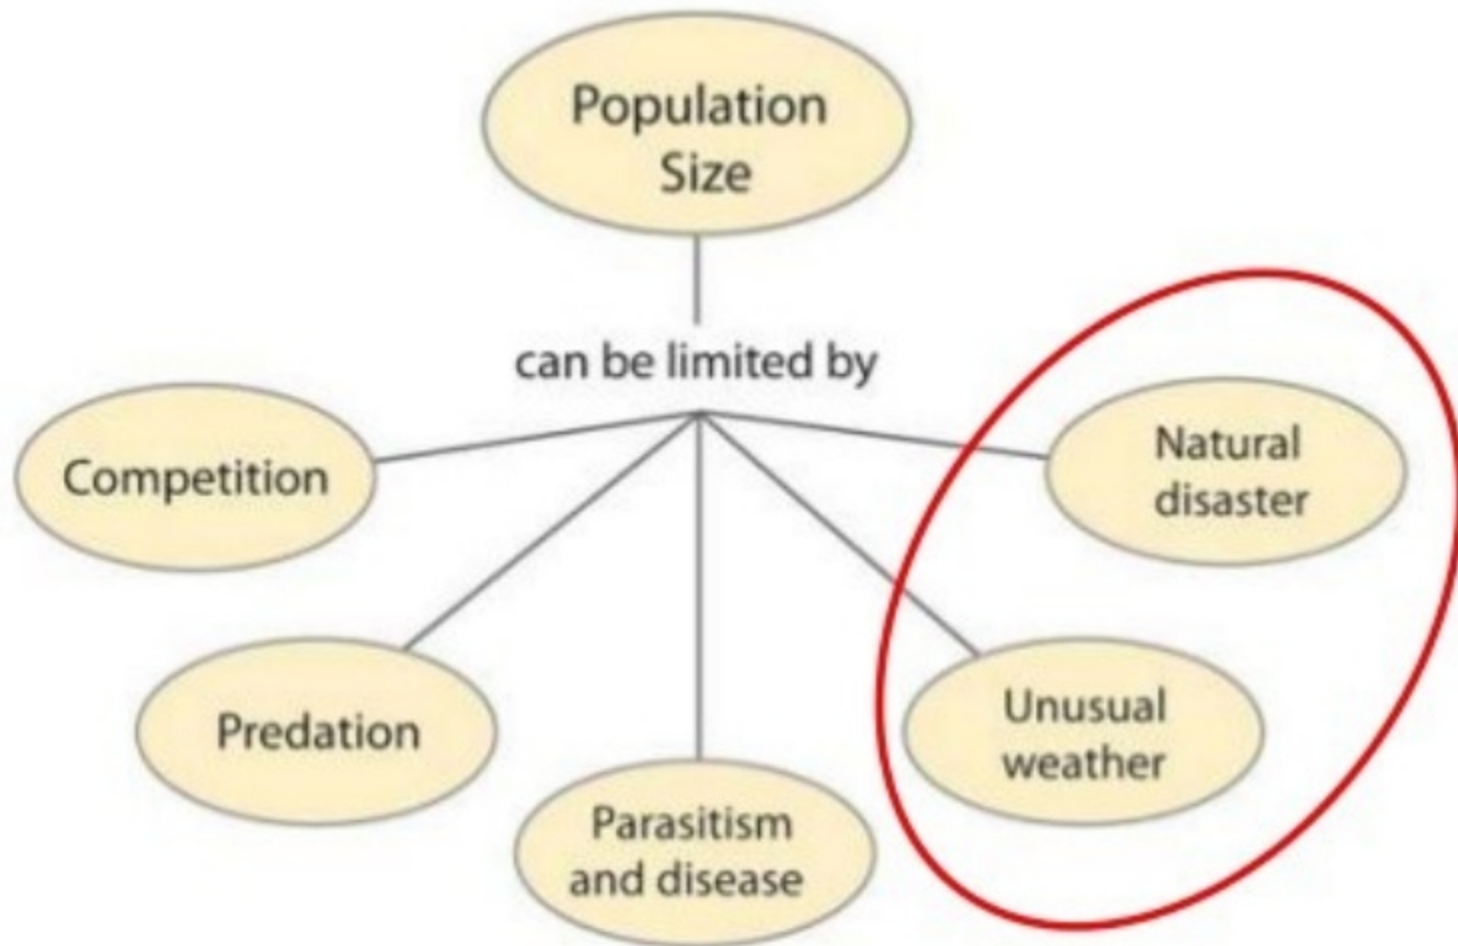 Population
Size
can be limited by
Competition
Natural
disaster
Predation
Unusual
weather
Parasitism
and disease